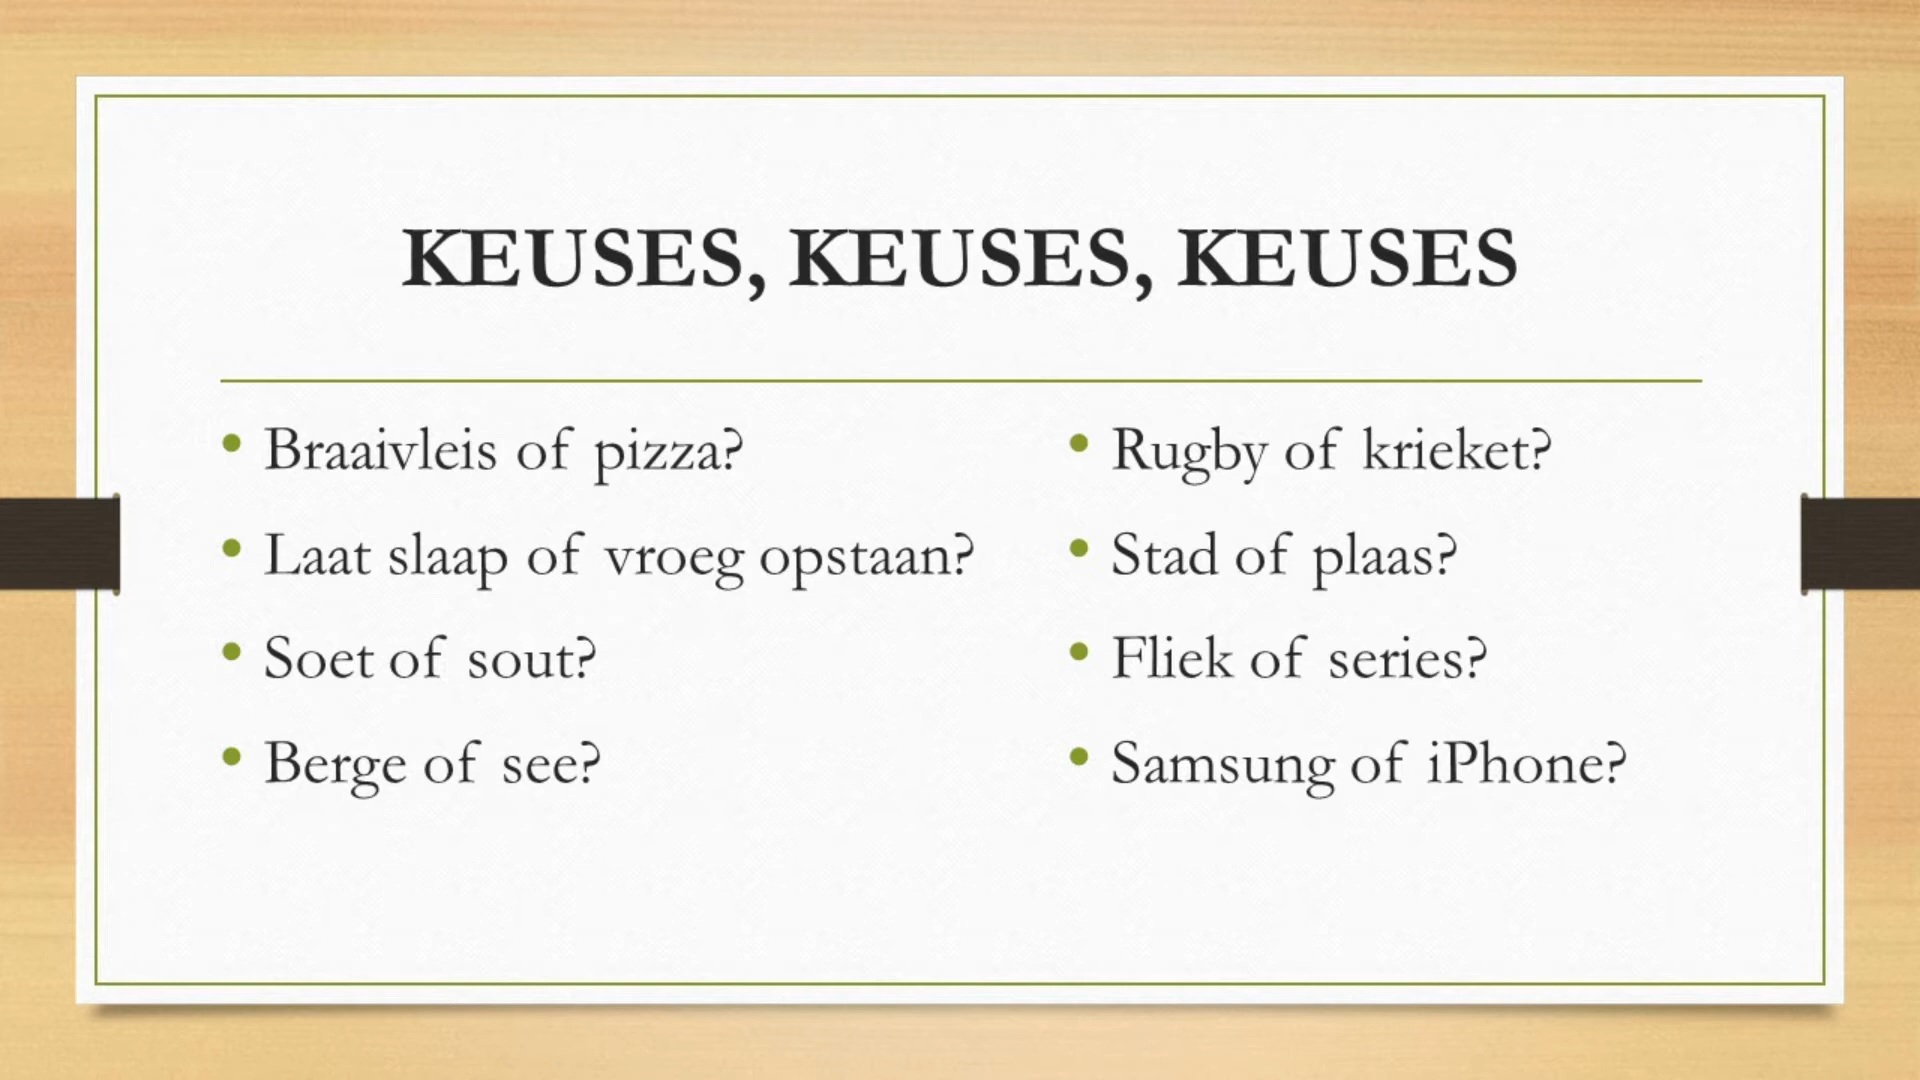 KEUSES, KEUSES, KEUSES
Braaivleis of pizza?
Laat slaap of vroeg opstaan?
Soet of sout?
Berge of see?
Rugby of krieket?
Stad of plaas?
Fliek of series?
Samsung of iPhone?